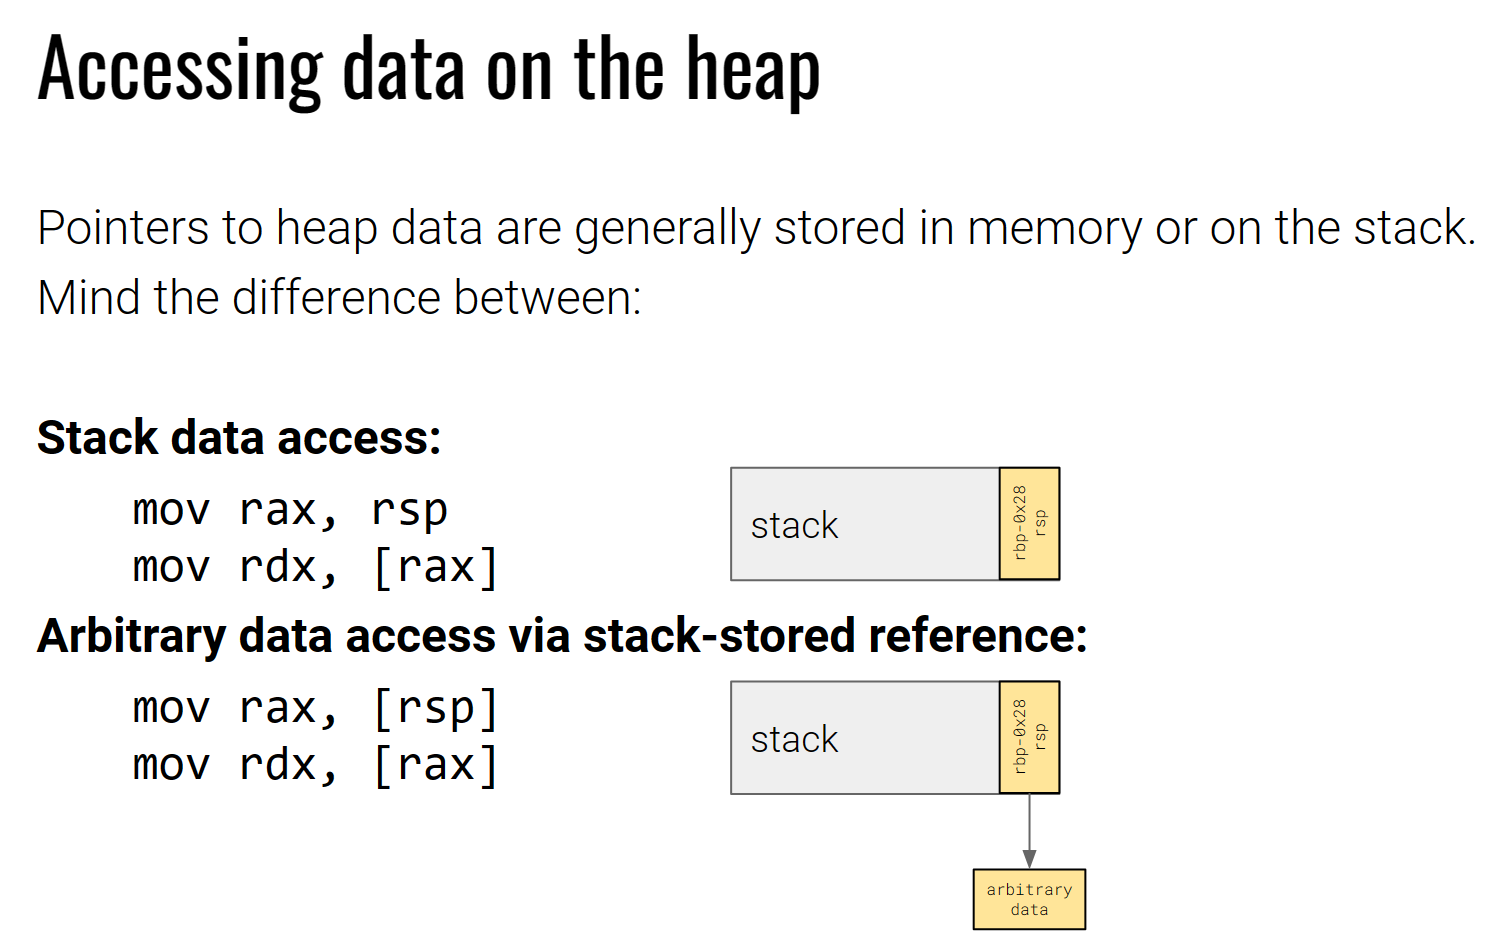 Accessing data on the heap
Pointers to heap data are generally stored in memory or on the stack.
Mind the difference between:
Stack data access:
mov rax, rsp
mov rdx, [rax]
stack
rbp-0x28
rsp
Arbitrary data access via stack-stored reference:
mov rax, [rsp]
mov rdx, [rax]
stack
rbp-0x28
rsp
arbitrary
data